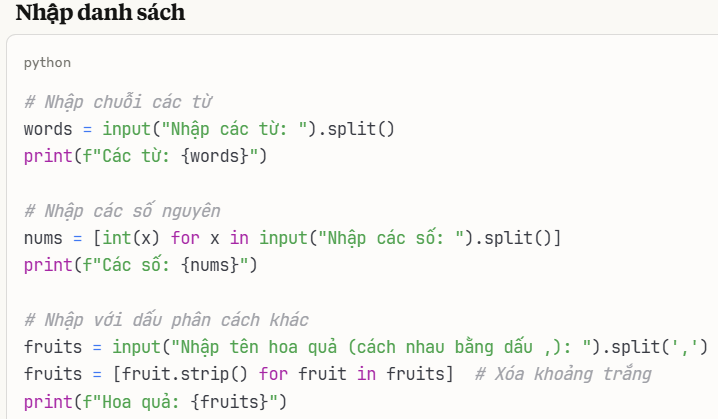 Nhập danh sách
python
# Nhập chuỗi các từ
words = input("Nhập các từ: ").split()
print(f"Các từ: {words}")
# Nhập các số nguyên
nums = [int(x) for x in input("Nhập các số: ").split()]
print(f"Các số: {nums}")
# Nhập với dấu phân cách khác
fruits = input("Nhập tên hoa quả (cách nhau bằng dấu ,): ").split(',')
fruits = [fruit.strip() for fruit in fruits]  # Xóa khoảng trắng
print(f"Hoa quả: {fruits}")